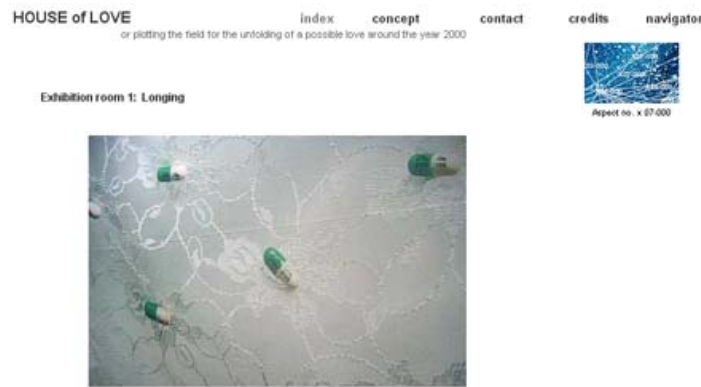 HOUSE of LOVE index concept contact credits navigator
or plotting the field for the unfolding of a possible love around the year 2000
Exhibition room 1: Longing
Aspect no. x 07-000